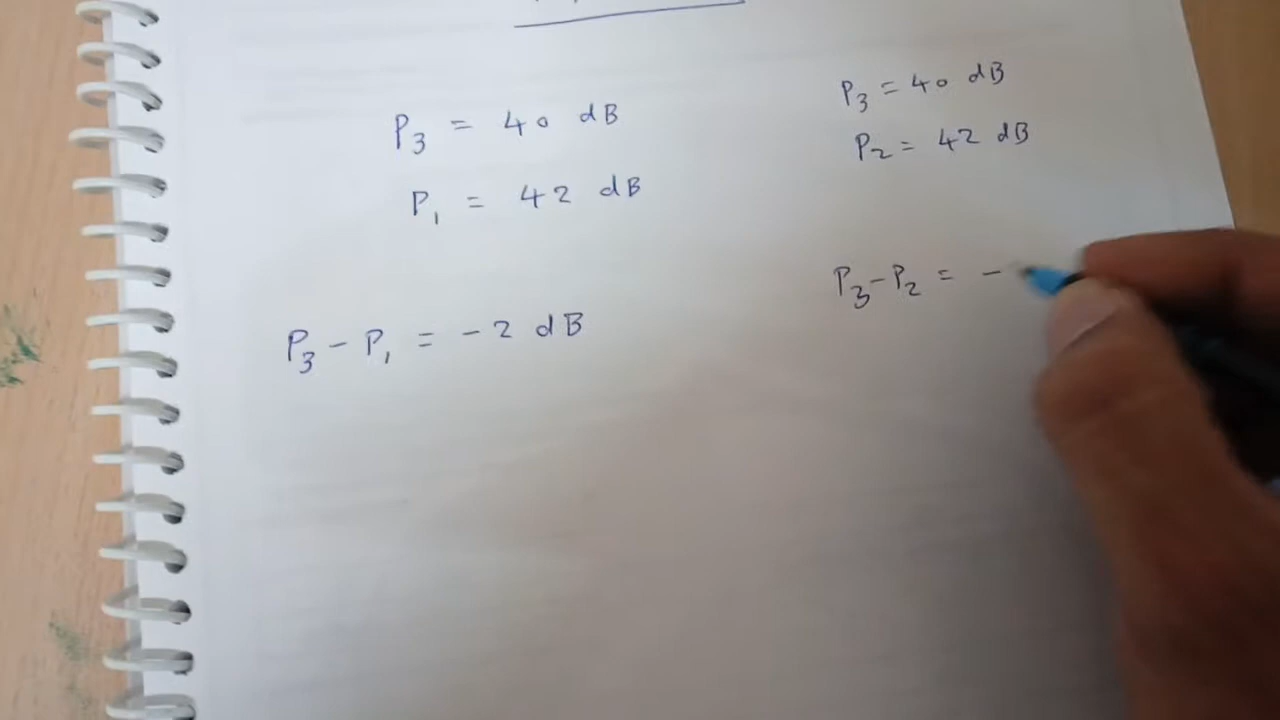 P₃ = 40 dB
P₁ = 42 dB
P₃ - P₁ = -2 dB
P₃ = 40 dB
P₂ = 42 dB
P₃ - P₂ = -